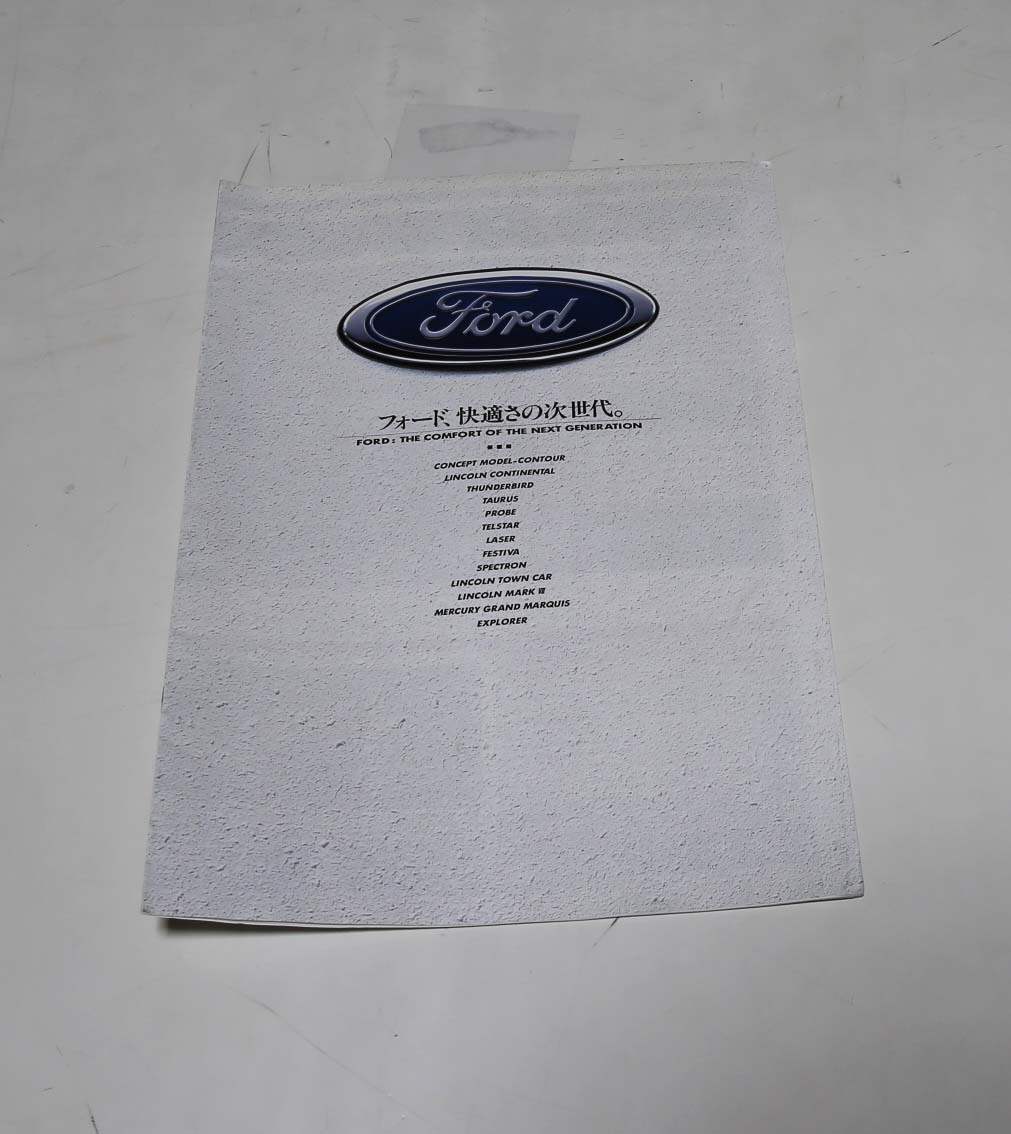 Ford
フォード、快適さの次世代。
FORD: THE COMFORT OF THE NEXT GENERATION
CONCEPT MODEL-CONTOUR
LINCOLN CONTINENTAL
THUNDERBIRD
TAURUS
PROBE
TELSTAR
LASER
FESTIVA
SPECTRON
LINCOLN TOWN CAR
LINCOLN MARK Ⅶ
MERCURY GRAND MARQUIS
EXPLORER